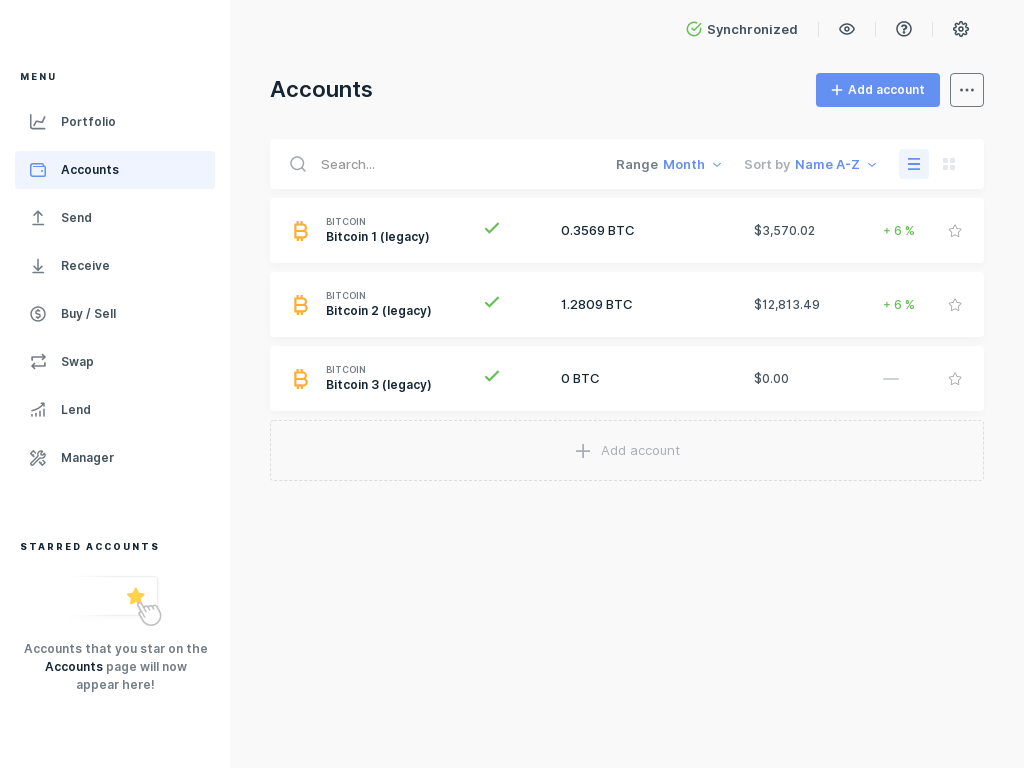 Synchronized
MENU
Portfolio
Accounts
Send
Receive
Buy / Sell
Swap
Lend
Manager
STARRED ACCOUNTS
Accounts that you star on the
Accounts page will now
appear here!
Accounts
Add account
Search...
Range Month
Sort by Name A-Z
BITCOIN
Bitcoin 1 (legacy)
0.3569 BTC
$3,570.02
+ 6 %
BITCOIN
Bitcoin 2 (legacy)
1.2809 BTC
$12,813.49
+ 6 %
BITCOIN
Bitcoin 3 (legacy)
0 BTC
$0.00
—
Add account